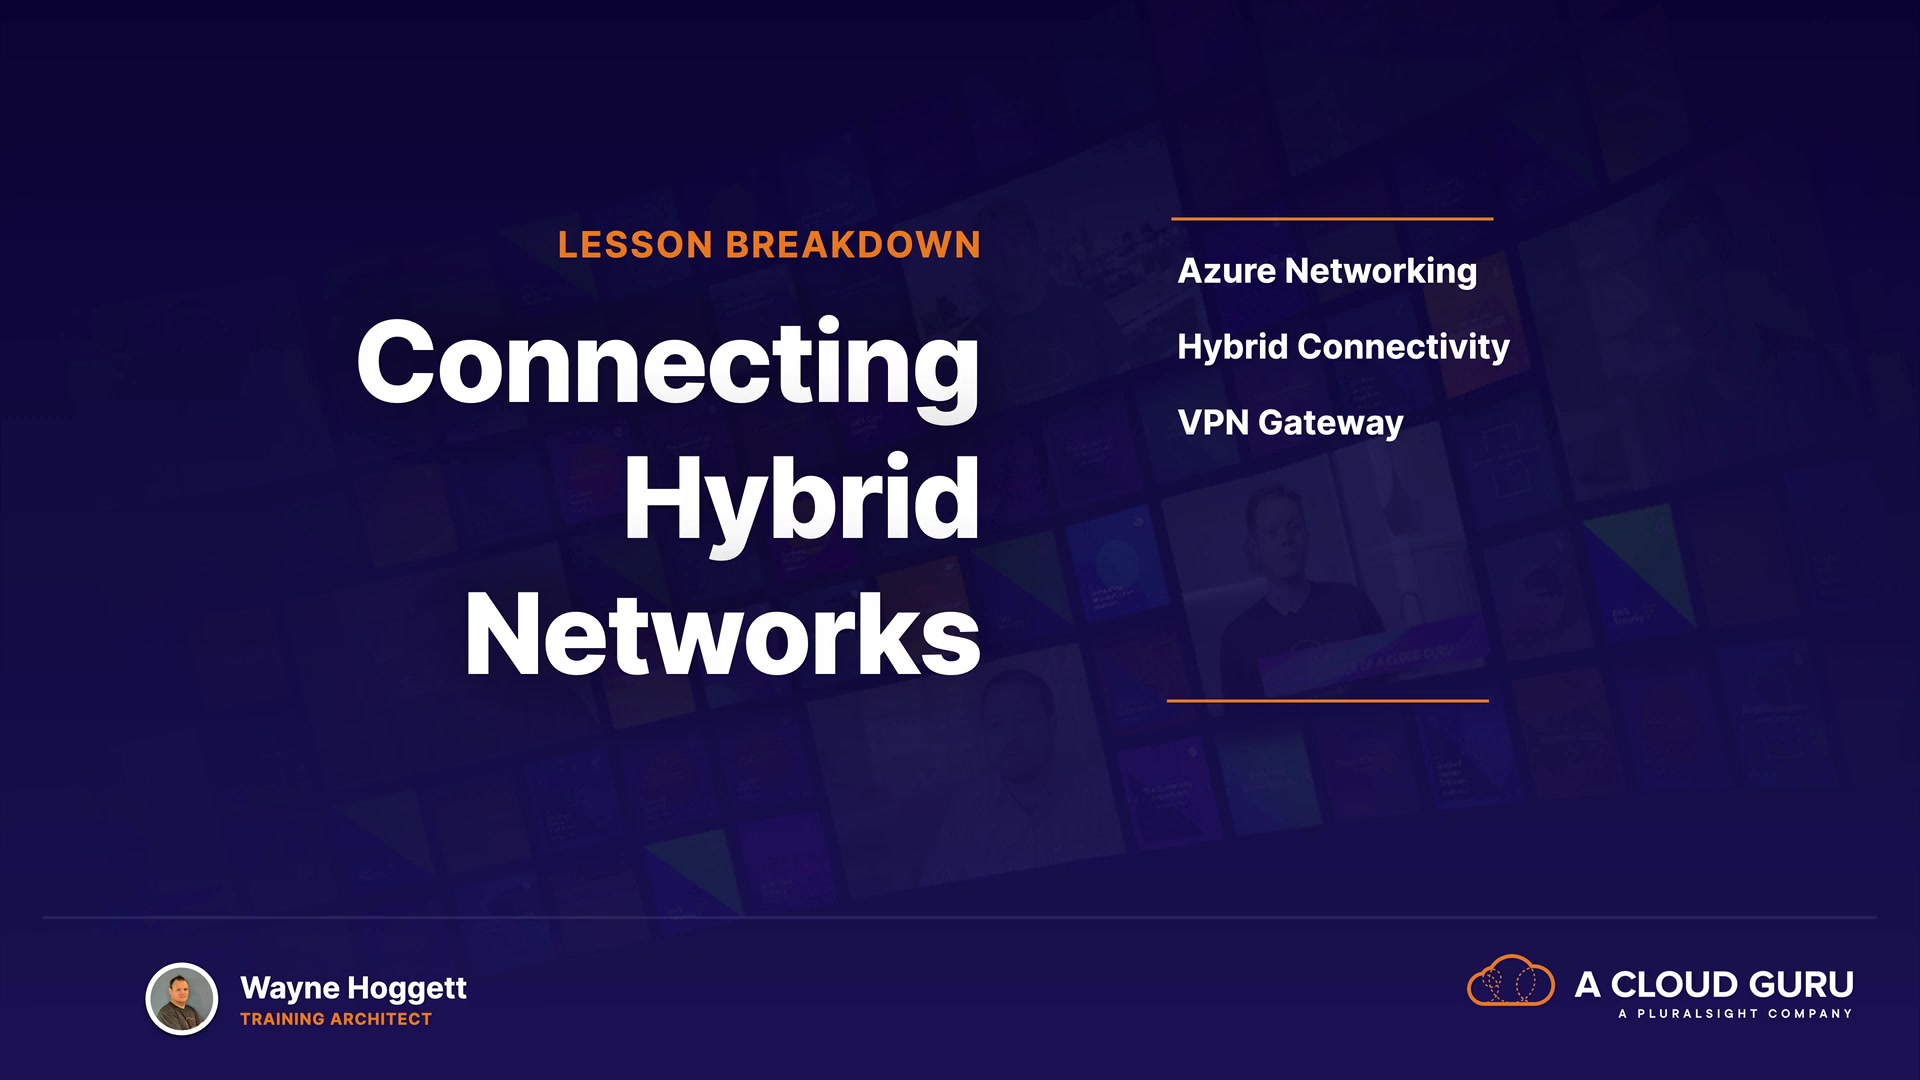 LESSON BREAKDOWN
Connecting
Hybrid
Networks
Azure Networking
Hybrid Connectivity
VPN Gateway
Wayne Hoggett
TRAINING ARCHITECT
A CLOUD GURU
A PLURALSIGHT COMPANY